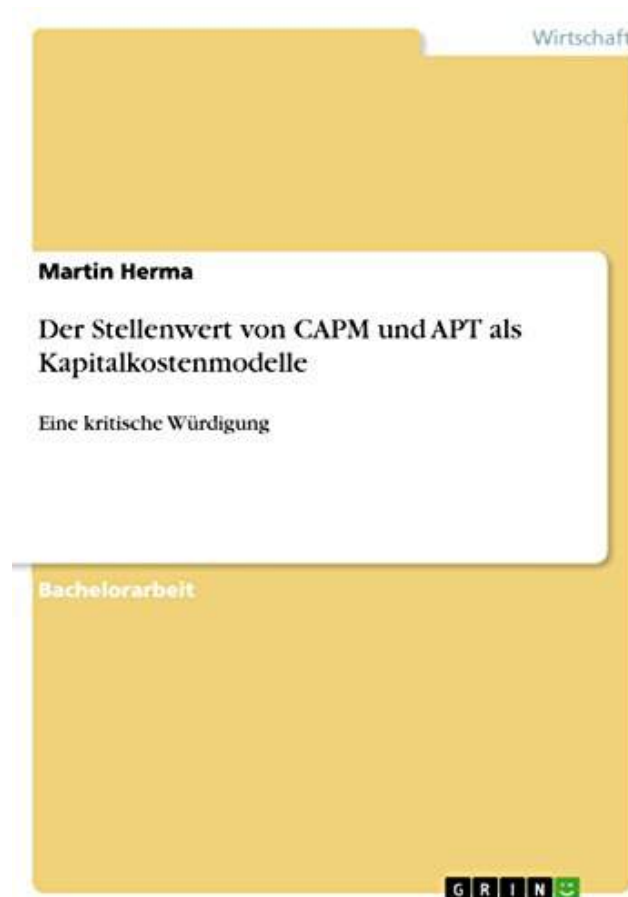 Wirtschaft
Martin Herma
Der Stellenwert von CAPM und APT als
Kapitalkostenmodelle
Eine kritische Würdigung
Bachelorarbeit
GRIN